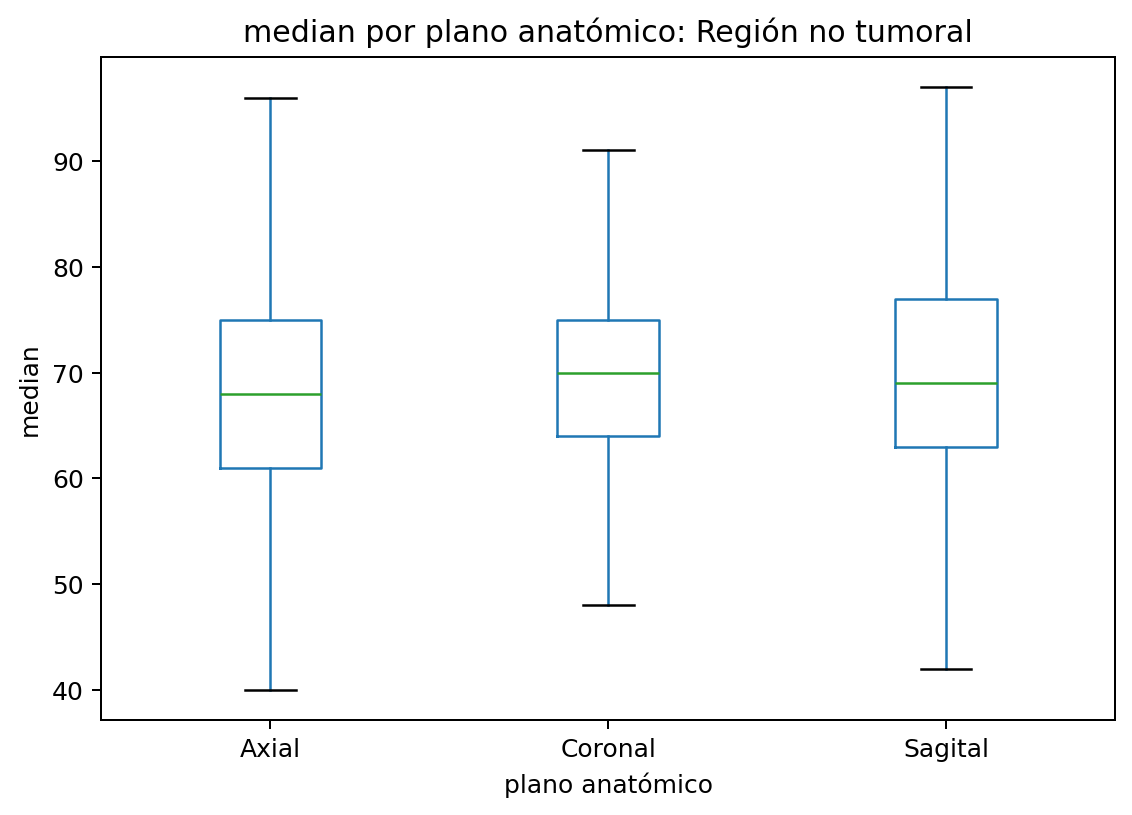 median por plano anatómico: Región no tumoral
median
90
80
70
60
50
40
Axial
Coronal
Sagital
plano anatómico